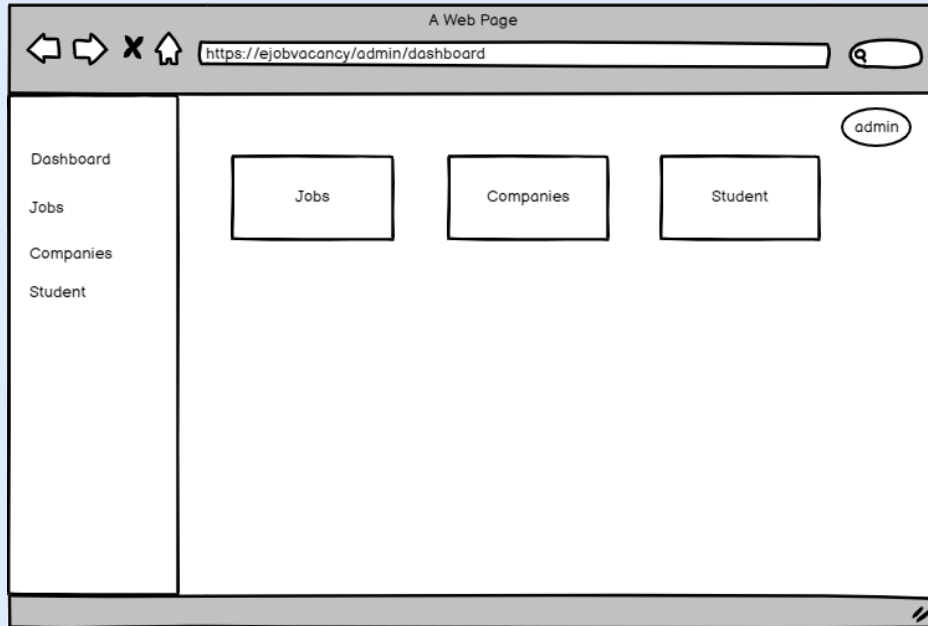 A Web Page
https://ejobvacancy/admin/dashboard
admin
Dashboard
Jobs
Companies
Student
Jobs
Companies
Student